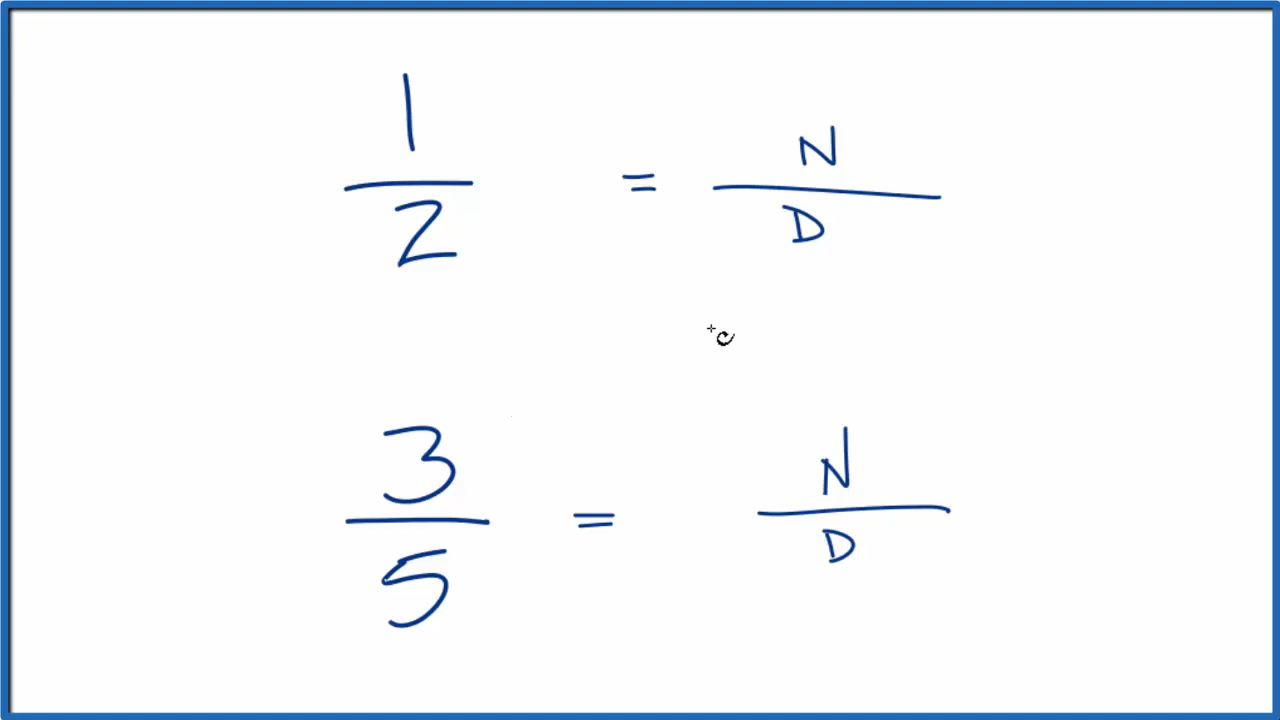 1/2 = N/D
3/5 = N/D